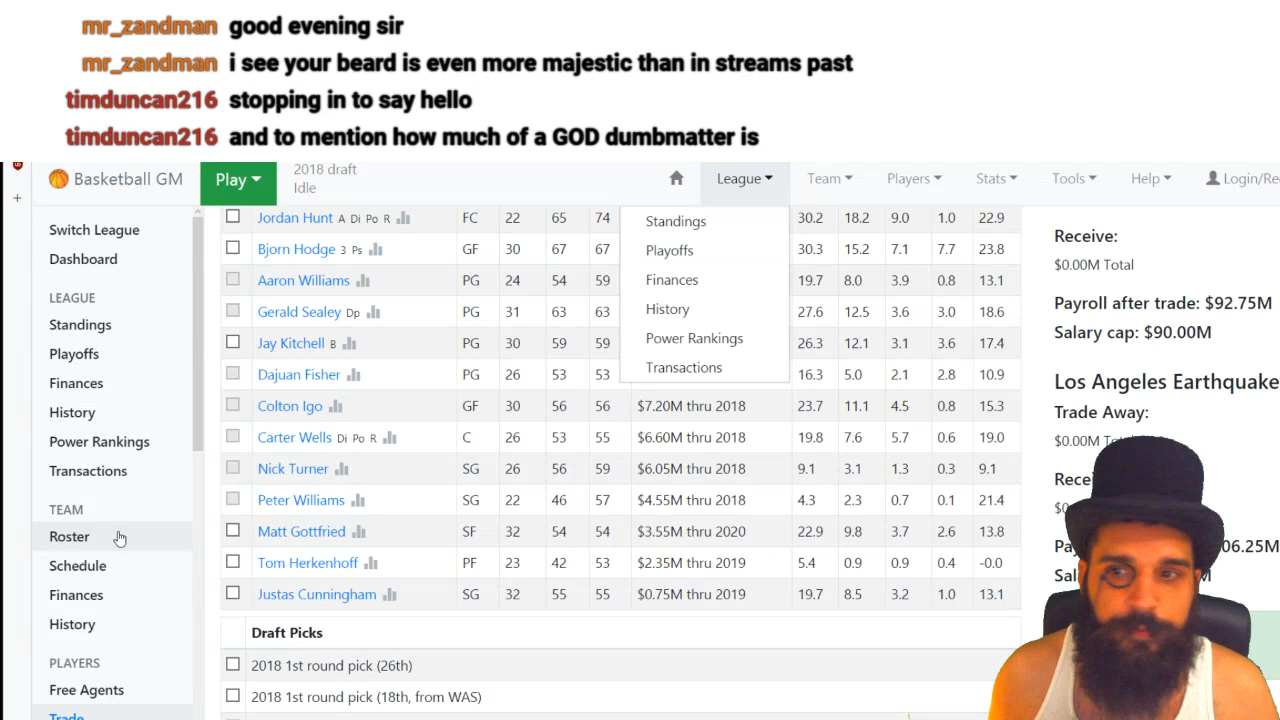 mr_zandman good evening sir
mr_zandman i see your beard is even more majestic than in streams past
timduncan216 stopping in to say hello
timduncan216 and to mention how much of a GOD dumbmatter is
Basketball GM
Play
2018 draft
Idle
League
Team
Players
Stats
Tools
Help
Login/Re
Switch League
Dashboard
LEAGUE
Standings
Playoffs
Finances
History
Power Rankings
Transactions
TEAM
Roster
Schedule
Finances
History
PLAYERS
Free Agents
Trade
Jordan Hunt A Di Po R FC 22 65 74 30.2 18.2 9.0 1.0 22.9
Bjorn Hodge 3 Ps GF 30 67 67 30.3 15.2 7.1 7.7 23.8
Aaron Williams PG 24 54 59 19.7 8.0 3.9 0.8 13.1
Gerald Sealey Dp PG 31 63 63 27.6 12.5 3.6 3.0 18.6
Jay Kitchell B PG 30 59 59 26.3 12.1 3.1 3.6 17.4
Dajuan Fisher PG 26 53 53 16.3 5.0 2.1 2.8 10.9
Colton Igo GF 30 56 56 $7.20M thru 2018 23.7 11.1 4.5 0.8 15.3
Carter Wells Di Po R C 26 53 55 $6.60M thru 2018 19.8 7.6 5.7 0.6 19.0
Nick Turner SG 26 56 59 $6.05M thru 2018 9.1 3.1 1.3 0.3 9.1
Peter Williams SG 22 46 57 $4.55M thru 2018 4.3 2.3 0.7 0.1 21.4
Matt Gottfried SF 32 54 54 $3.55M thru 2020 22.9 9.8 3.7 2.6 13.8
Tom Herkenhoff PF 23 42 53 $2.35M thru 2019 5.4 0.9 0.9 0.4 -0.0
Justas Cunningham SG 32 55 55 $0.75M thru 2019 19.7 8.5 3.2 1.0 13.1
Draft Picks
2018 1st round pick (26th)
2018 1st round pick (18th, from WAS)
Standings
Playoffs
Finances
History
Power Rankings
Transactions
Receive:
$0.00M Total
Payroll after trade: $92.75M
Salary cap: $90.00M
Los Angeles Earthquake
Trade Away:
$0.00M
06.25M